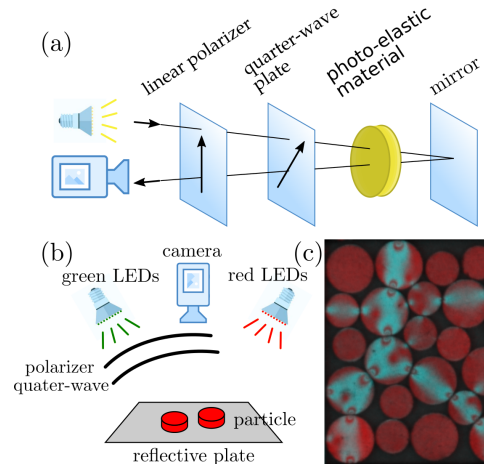 (a)
linear polarizer
quarter-wave
plate
photo-elastic
material
mirror
(b)
camera
(c)
green LEDs
red LEDs
polarizer
quater-wave
particle
reflective plate